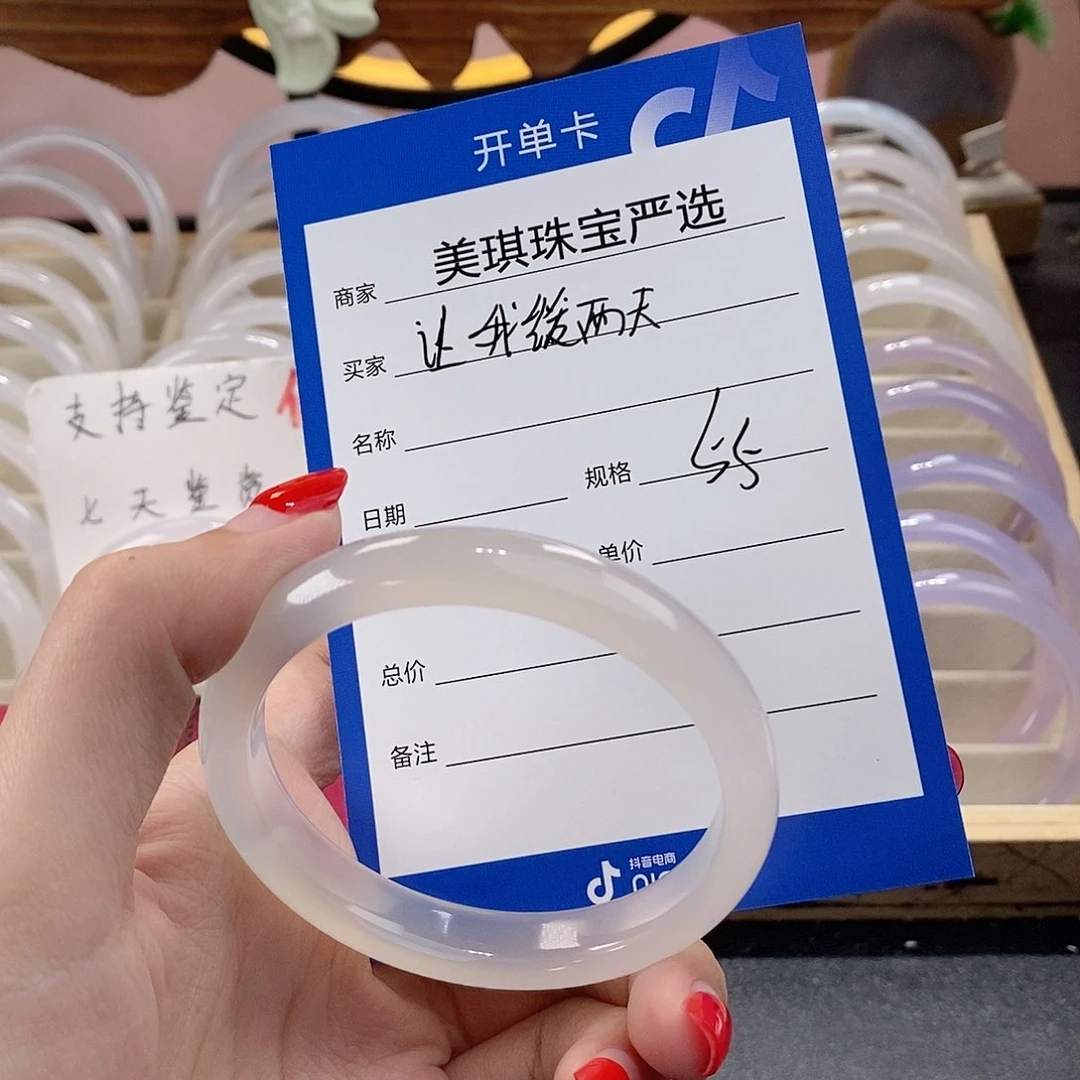 开单卡
商家 美琪珠宝严选
买家 让我缓两天
名称
规格
日期
单价
总价
备注
抖音电商
支持鉴定
七天鉴赏